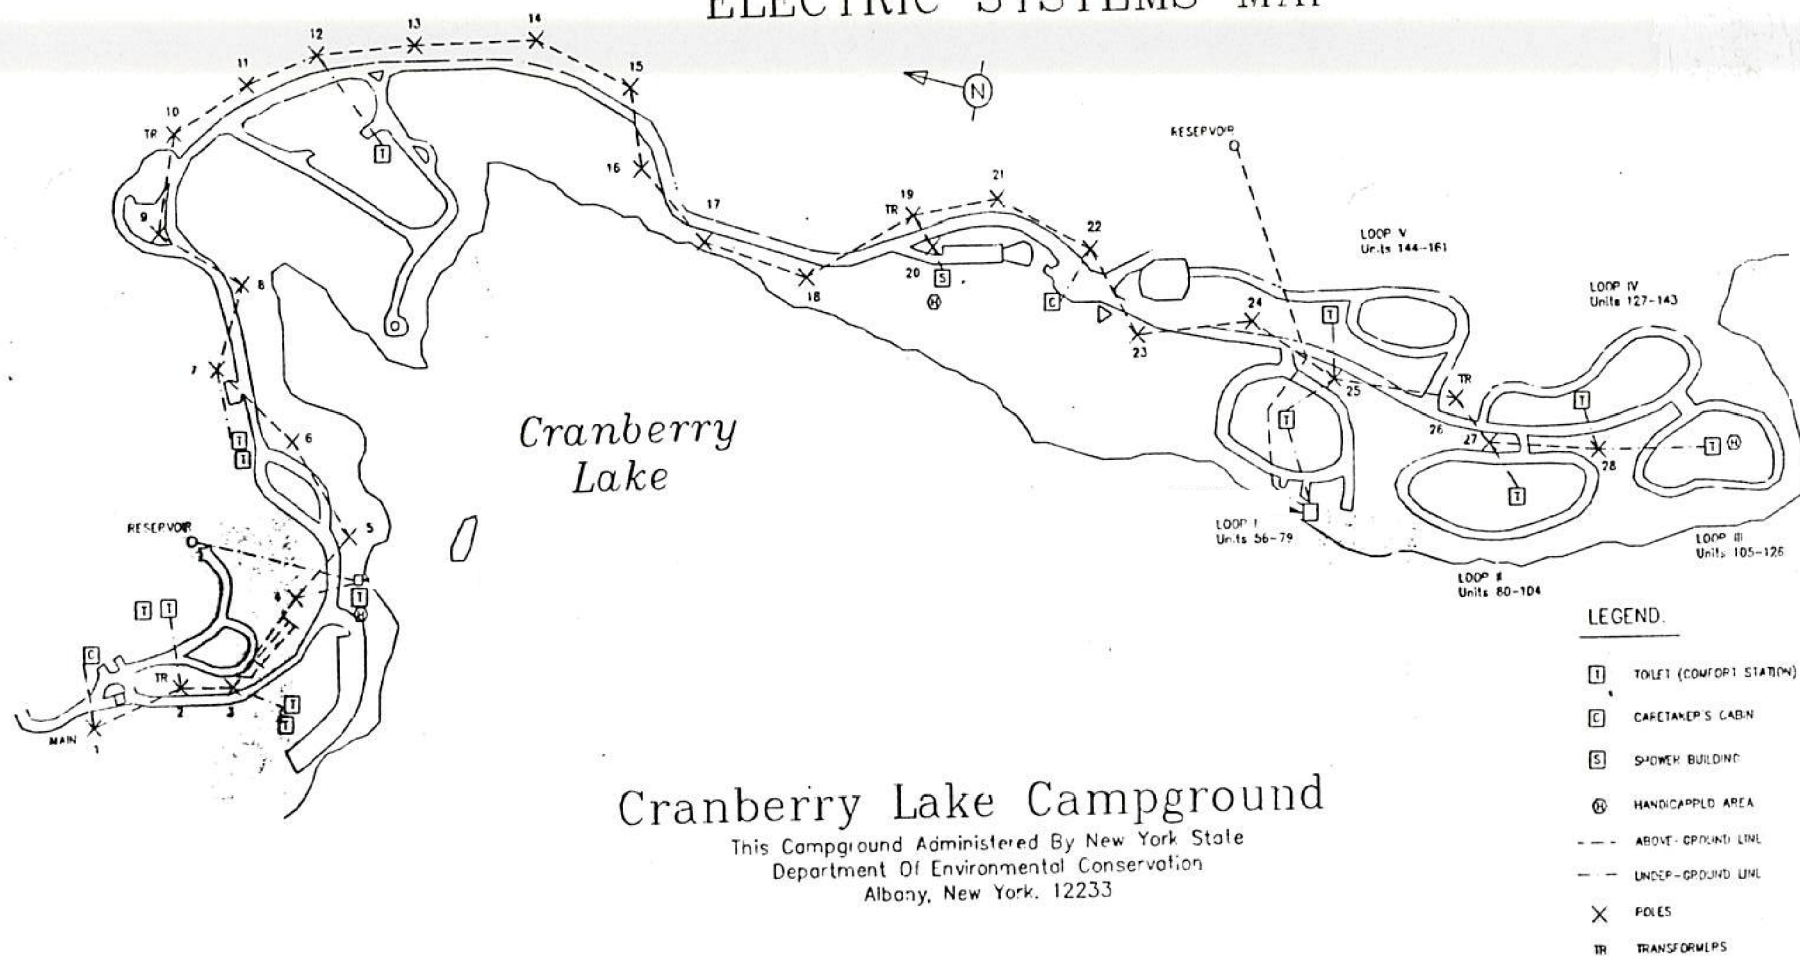 ELECTRIC SYSTEMS MAP
12
13
14
11
15
10
TR
N
T
RESERVOIR
16
21
19
TR
17
22
9
LOOP V
Units 144-161
20
S
H
8
18
C
LOOP IV
Units 127-143
24
T
23
7
TR
25
T
T
Cranberry
Lake
6
26
27
T
H
T
T
28
T
5
RESERVOIR
LOOP I
Units 56-79
LOOP III
Units 105-126
LOOP II
Units 80-104
4
T
H
T
T
C
TR
2
3
T
T
MAIN
1
LEGEND.
T TOILET (COMFORT STATION)
C CARETAKER'S CABIN
S SHOWER BUILDING
H HANDICAPPED AREA
ABOVE-GROUND LINE
UNDER-GROUND LINE
POLES
TR TRANSFORMERS
Cranberry Lake Campground
This Campground Administered By New York State
Department Of Environmental Conservation
Albany, New York. 12233